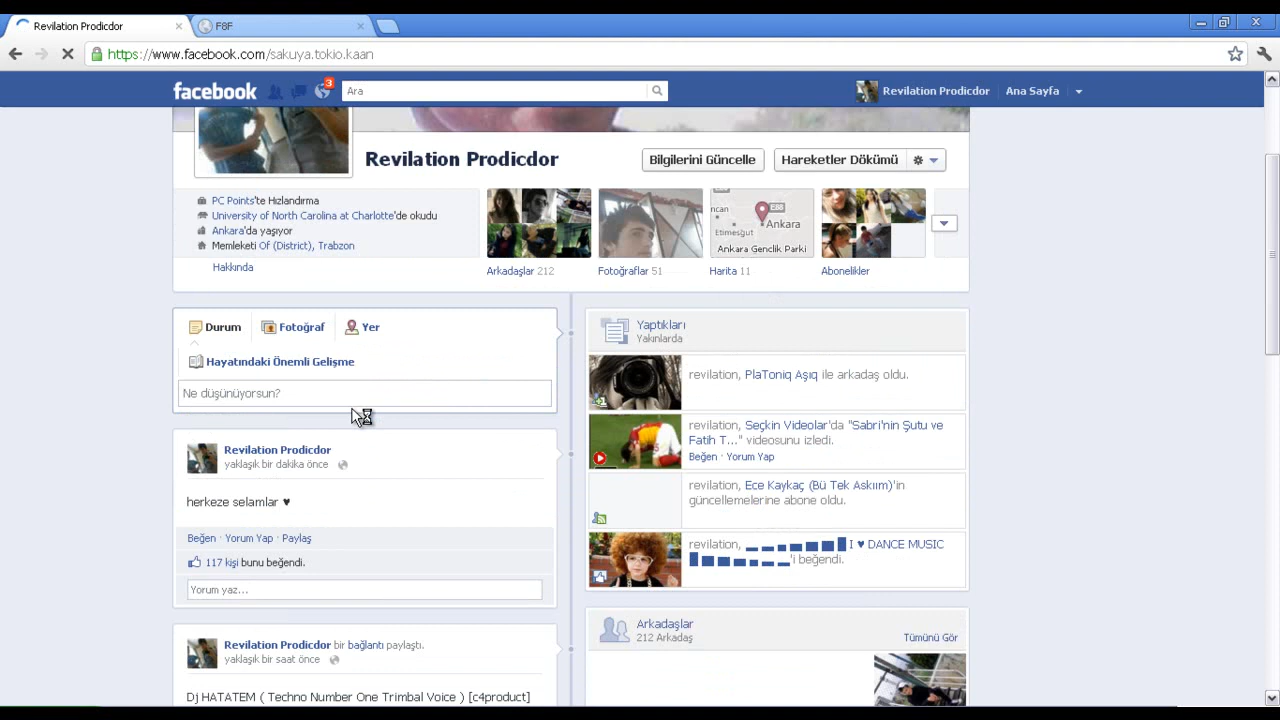 Revilation Prodicdor
F8F
https://www.facebook.com/sakuya.tokio.kaan
facebook
3
Ara
Revilation Prodicdor
Ana Sayfa
Revilation Prodicdor
Bilgilerini Güncelle
Hareketler Dökümü
PC Points'te Hızlandırma
University of North Carolina at Charlotte'de okudu
Ankara'da yaşıyor
Memleketi Of (District), Trabzon
Hakkında
ncan
Etimesgut
E88
Ankara
Ankara Genclik Parki
Arkadaşlar 212
Fotoğraflar 51
Harita 11
Abonelikler
Durum
Fotoğraf
Yer
Hayatındaki Önemli Gelişme
Ne düşünüyorsun?
Revilation Prodicdor
yaklaşık bir dakika önce
herkeze selamlar ♥
Beğen · Yorum Yap · Paylaş
117 kişi bunu beğendi.
Yorum yaz...
Revilation Prodicdor bir bağlantı paylaştı.
yaklaşık bir saat önce
Dj HATATEM ( Techno Number One Trimbal Voice ) [c4product]
Yaptıkları
Yakınlarda
revilation, PlaToniq Aşıq ile arkadaş oldu.
revilation, Seçkin Videolar'da "Sabri'nin Şutu ve
Fatih T..." videosunu izledi.
Beğen · Yorum Yap
revilation, Ece Kaykaç (Bü Tek Askıım)'in
güncellemelerine abone oldu.
revilation, ▁ ▂ ▃ ▄ ▅ ▆ █ I ♥ DANCE MUSIC
█ ▆ ▅ ▄ ▃ ▂ ▁'i beğendi.
Arkadaşlar
212 Arkadaş
Tümünü Gör